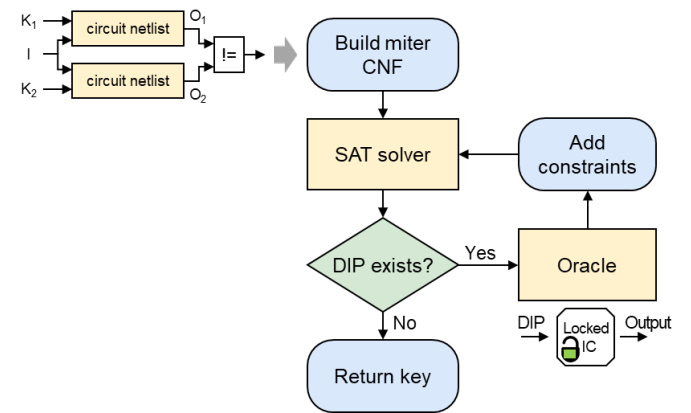 K1
I
K2
circuit netlist
circuit netlist
O1
O2
!=
Build miter
CNF
SAT solver
Add
constraints
DIP exists?
Yes
Oracle
No
DIP
Locked
IC
Output
Return key